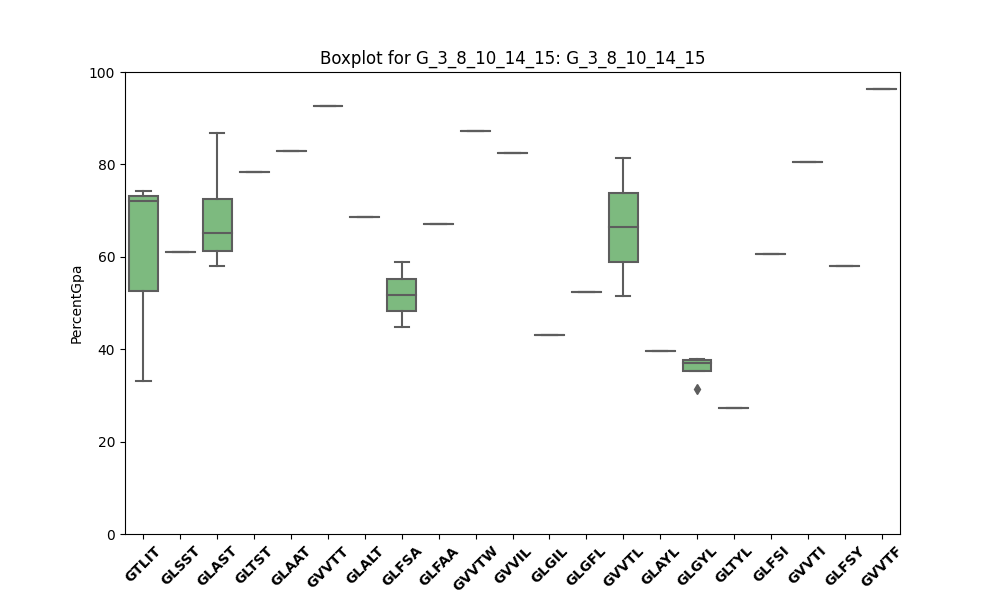 Boxplot for G_3_8_10_14_15: G_3_8_10_14_15
PercentGpa
100
80
60
40
20
0
GTLIT
GLSST
GLAST
GLTST
GLAAT
GVVTT
GLALT
GLFSA
GLFAA
GVVTW
GVVIL
GLGIL
GLGFL
GVVTL
GLAYL
GLGYL
GLTYL
GLFSI
GVVTI
GLFSY
GVVTF